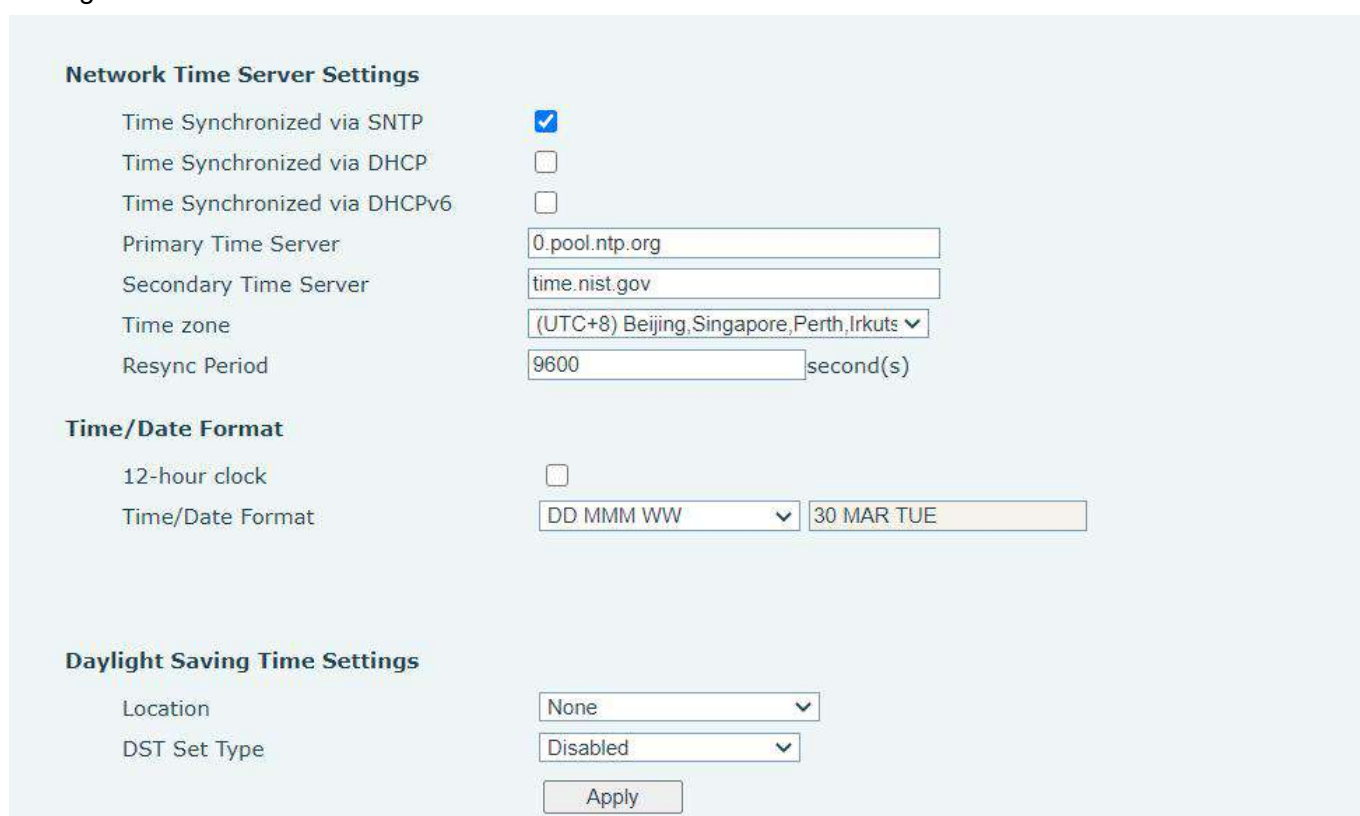 Network Time Server Settings
Time Synchronized via SNTP
Time Synchronized via DHCP
Time Synchronized via DHCPv6
Primary Time Server 0.pool.ntp.org
Secondary Time Server time.nist.gov
Time zone (UTC+8) Beijing,Singapore,Perth,Irkuts
Resync Period 9600 second(s)
Time/Date Format
12-hour clock
Time/Date Format DD MMM WW 30 MAR TUE
Daylight Saving Time Settings
Location None
DST Set Type Disabled
Apply